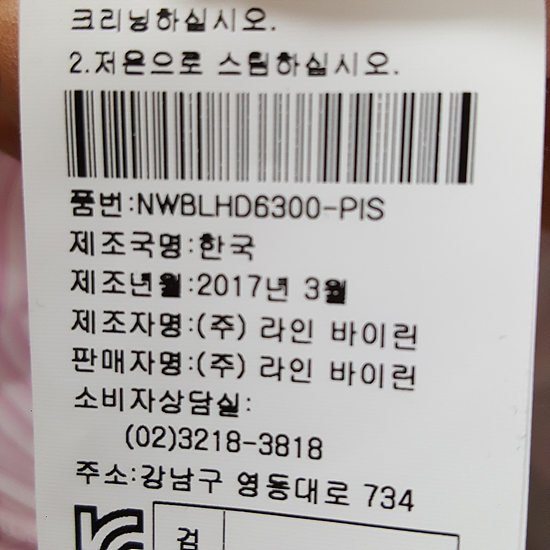 크리닝하십시오.
2.저온으로 스팀하십시오.
품번:NWBLHD6300-PIS
제조국명:한국
제조년월:2017년 3월
제조자명:(주) 라인 바이린
판매자명:(주) 라인 바이린
소비자상담실:
(02)3218-3818
주소:강남구 영동대로 734
검